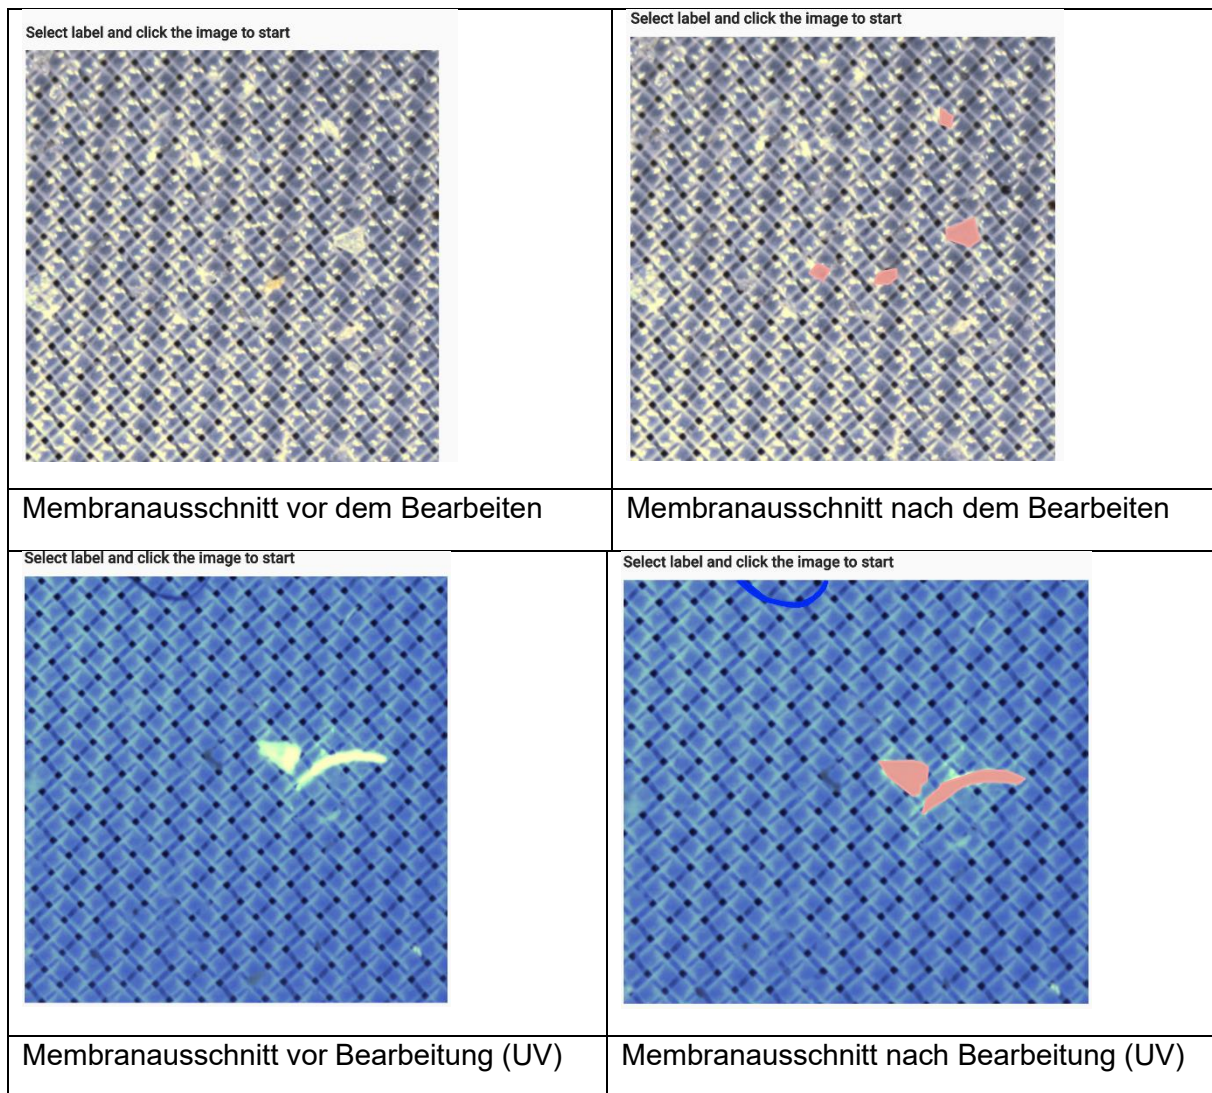 Select label and click the image to start
Select label and click the image to start
Membranausschnitt vor dem Bearbeiten
Membranausschnitt nach dem Bearbeiten
Select label and click the image to start
Select label and click the image to start
Membranausschnitt vor Bearbeitung (UV)
Membranausschnitt nach Bearbeitung (UV)